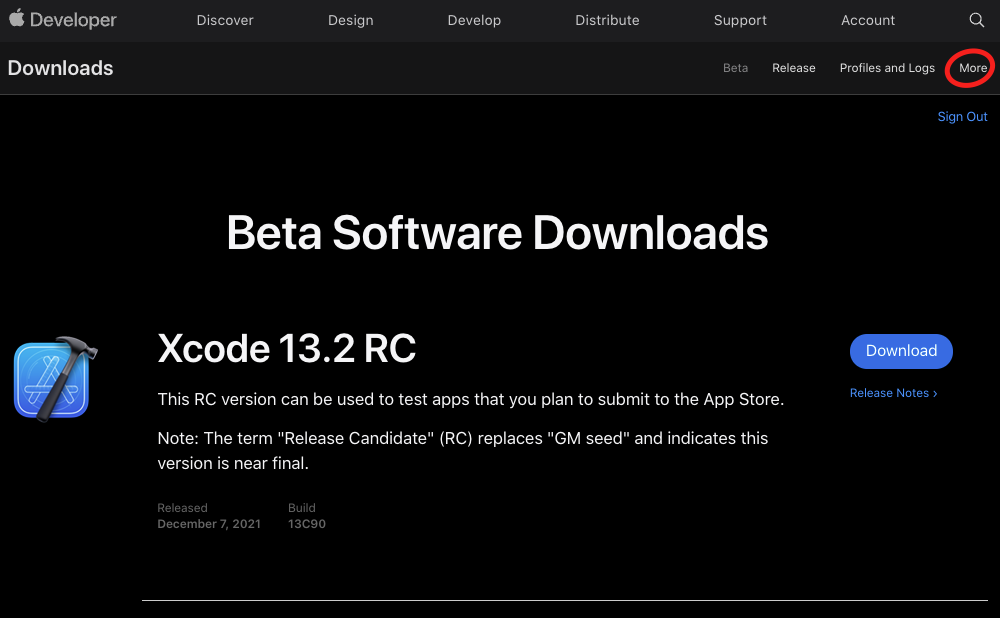 Developer Discover Design Develop Distribute Support Account
Downloads Beta Release Profiles and Logs More
Sign Out
Beta Software Downloads
Xcode 13.2 RC
Download
This RC version can be used to test apps that you plan to submit to the App Store.
Release Notes ›
Note: The term "Release Candidate" (RC) replaces "GM seed" and indicates this
version is near final.
Released Build
December 7, 2021 13C90